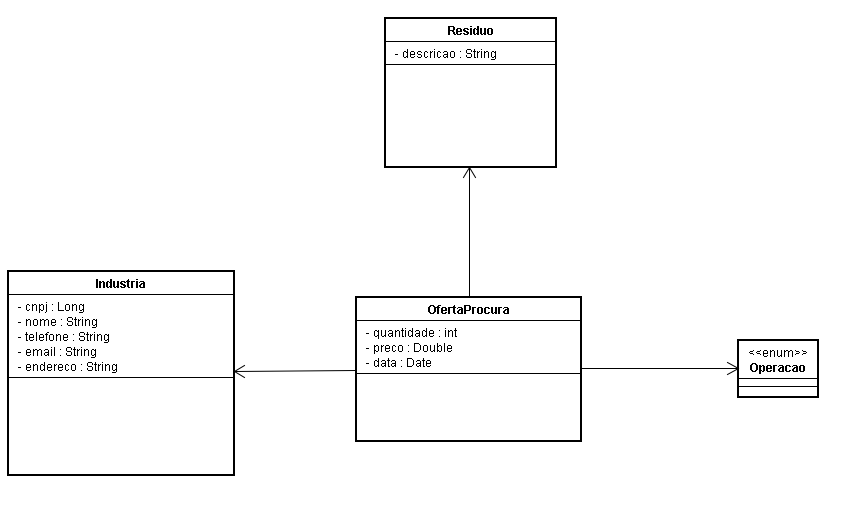 Residuo
- descricao : String
Industria
- cnpj : Long
- nome : String
- telefone : String
- email : String
- endereco : String
OfertaProcura
- quantidade : int
- preco : Double
- data : Date
<<enum>>
Operacao